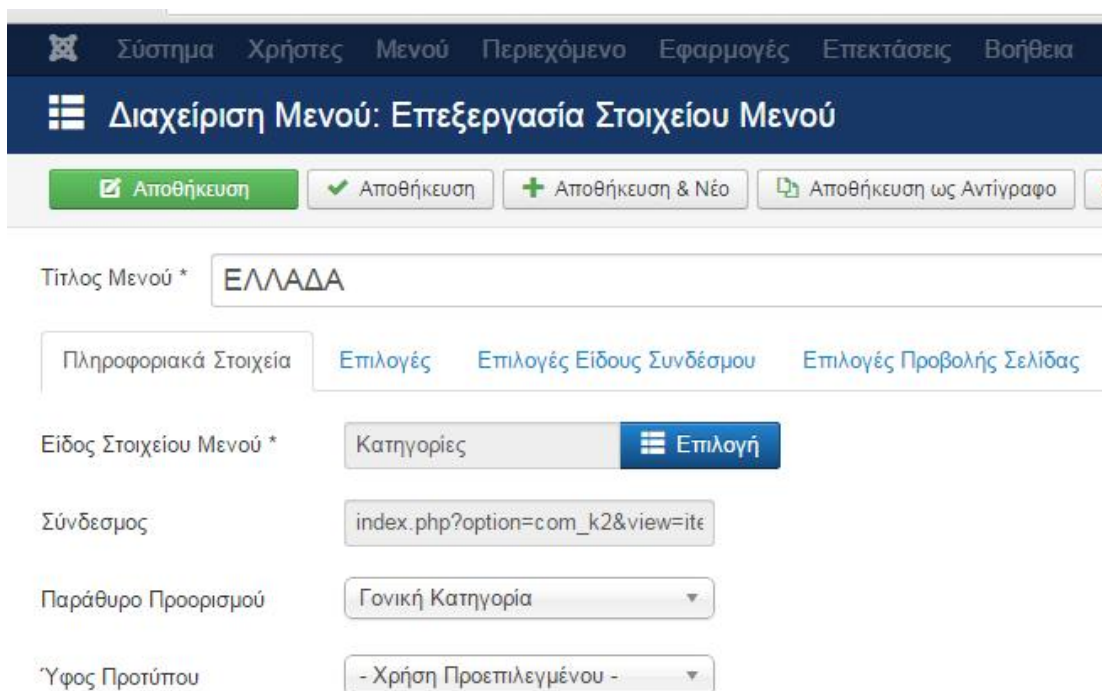 Σύστημα Χρήστες Μενού Περιεχόμενο Εφαρμογές Επεκτάσεις Βοήθεια
Διαχείριση Μενού: Επεξεργασία Στοιχείου Μενού
Αποθήκευση Αποθήκευση Αποθήκευση & Νέο Αποθήκευση ως Αντίγραφο
Τίτλος Μενού * ΕΛΛΑΔΑ
Πληροφοριακά Στοιχεία Επιλογές Επιλογές Είδους Συνδέσμου Επιλογές Προβολής Σελίδας
Είδος Στοιχείου Μενού * Κατηγορίες Επιλογή
Σύνδεσμος index.php?option=com_k2&view=ite
Παράθυρο Προορισμού Γονική Κατηγορία
Ύφος Προτύπου - Χρήση Προεπιλεγμένου -